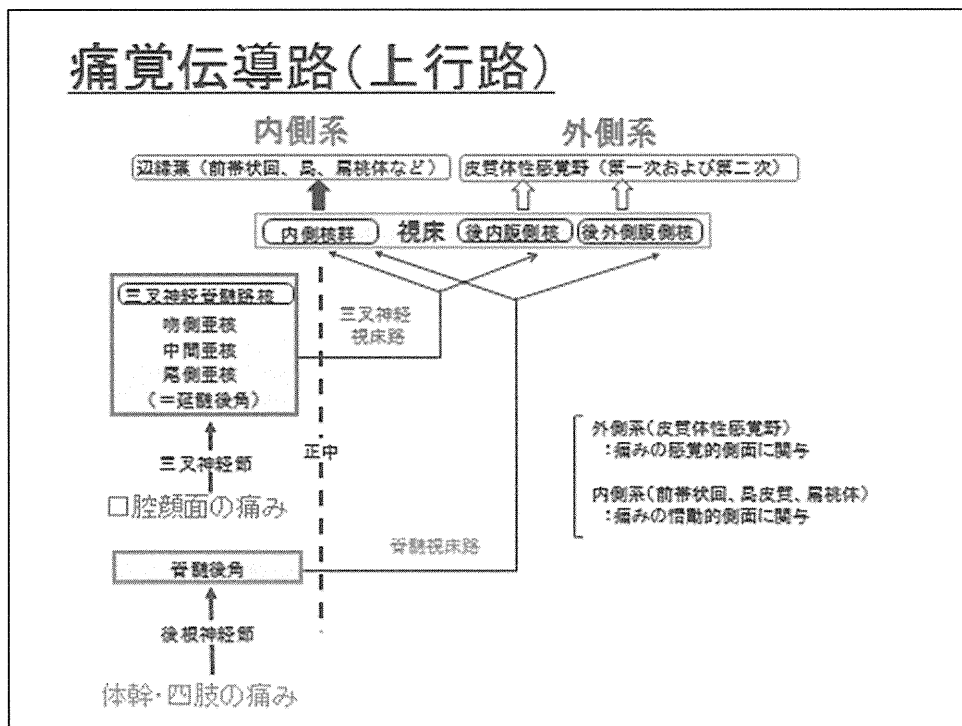 痛覚伝導路(上行路)
内側系
外側系
辺縁葉(前帯状回、島、扁桃体など)
皮質体性感覚野(第一次および第二次)
内側核群
視床
後内腹側核
後外側腹側核
三叉神経脊髄路核
吻側亜核
中間亜核
尾側亜核
(=延髄後角)
三叉神経
視床路
三叉神経節
正中
口腔顔面の痛み
外側系(皮質体性感覚野)
:痛みの感覚的側面に関与
内側系(前帯状回、島皮質、扁桃体)
:痛みの情動的側面に関与
脊髄視床路
脊髄後角
後根神経節
体幹・四肢の痛み